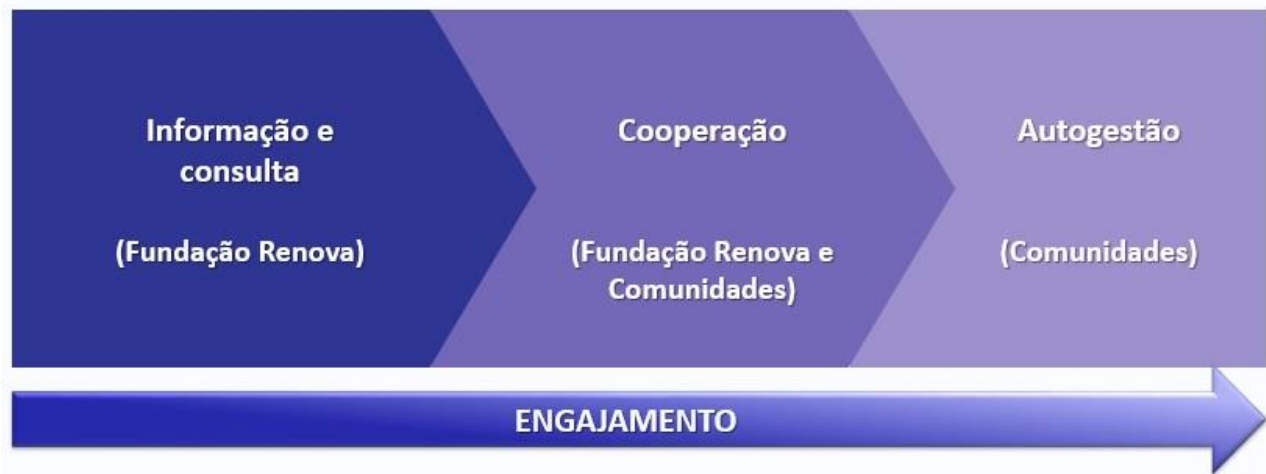 Informação e
consulta
(Fundação Renova)
Cooperação
(Fundação Renova e
Comunidades)
Autogestão
(Comunidades)
ENGAJAMENTO